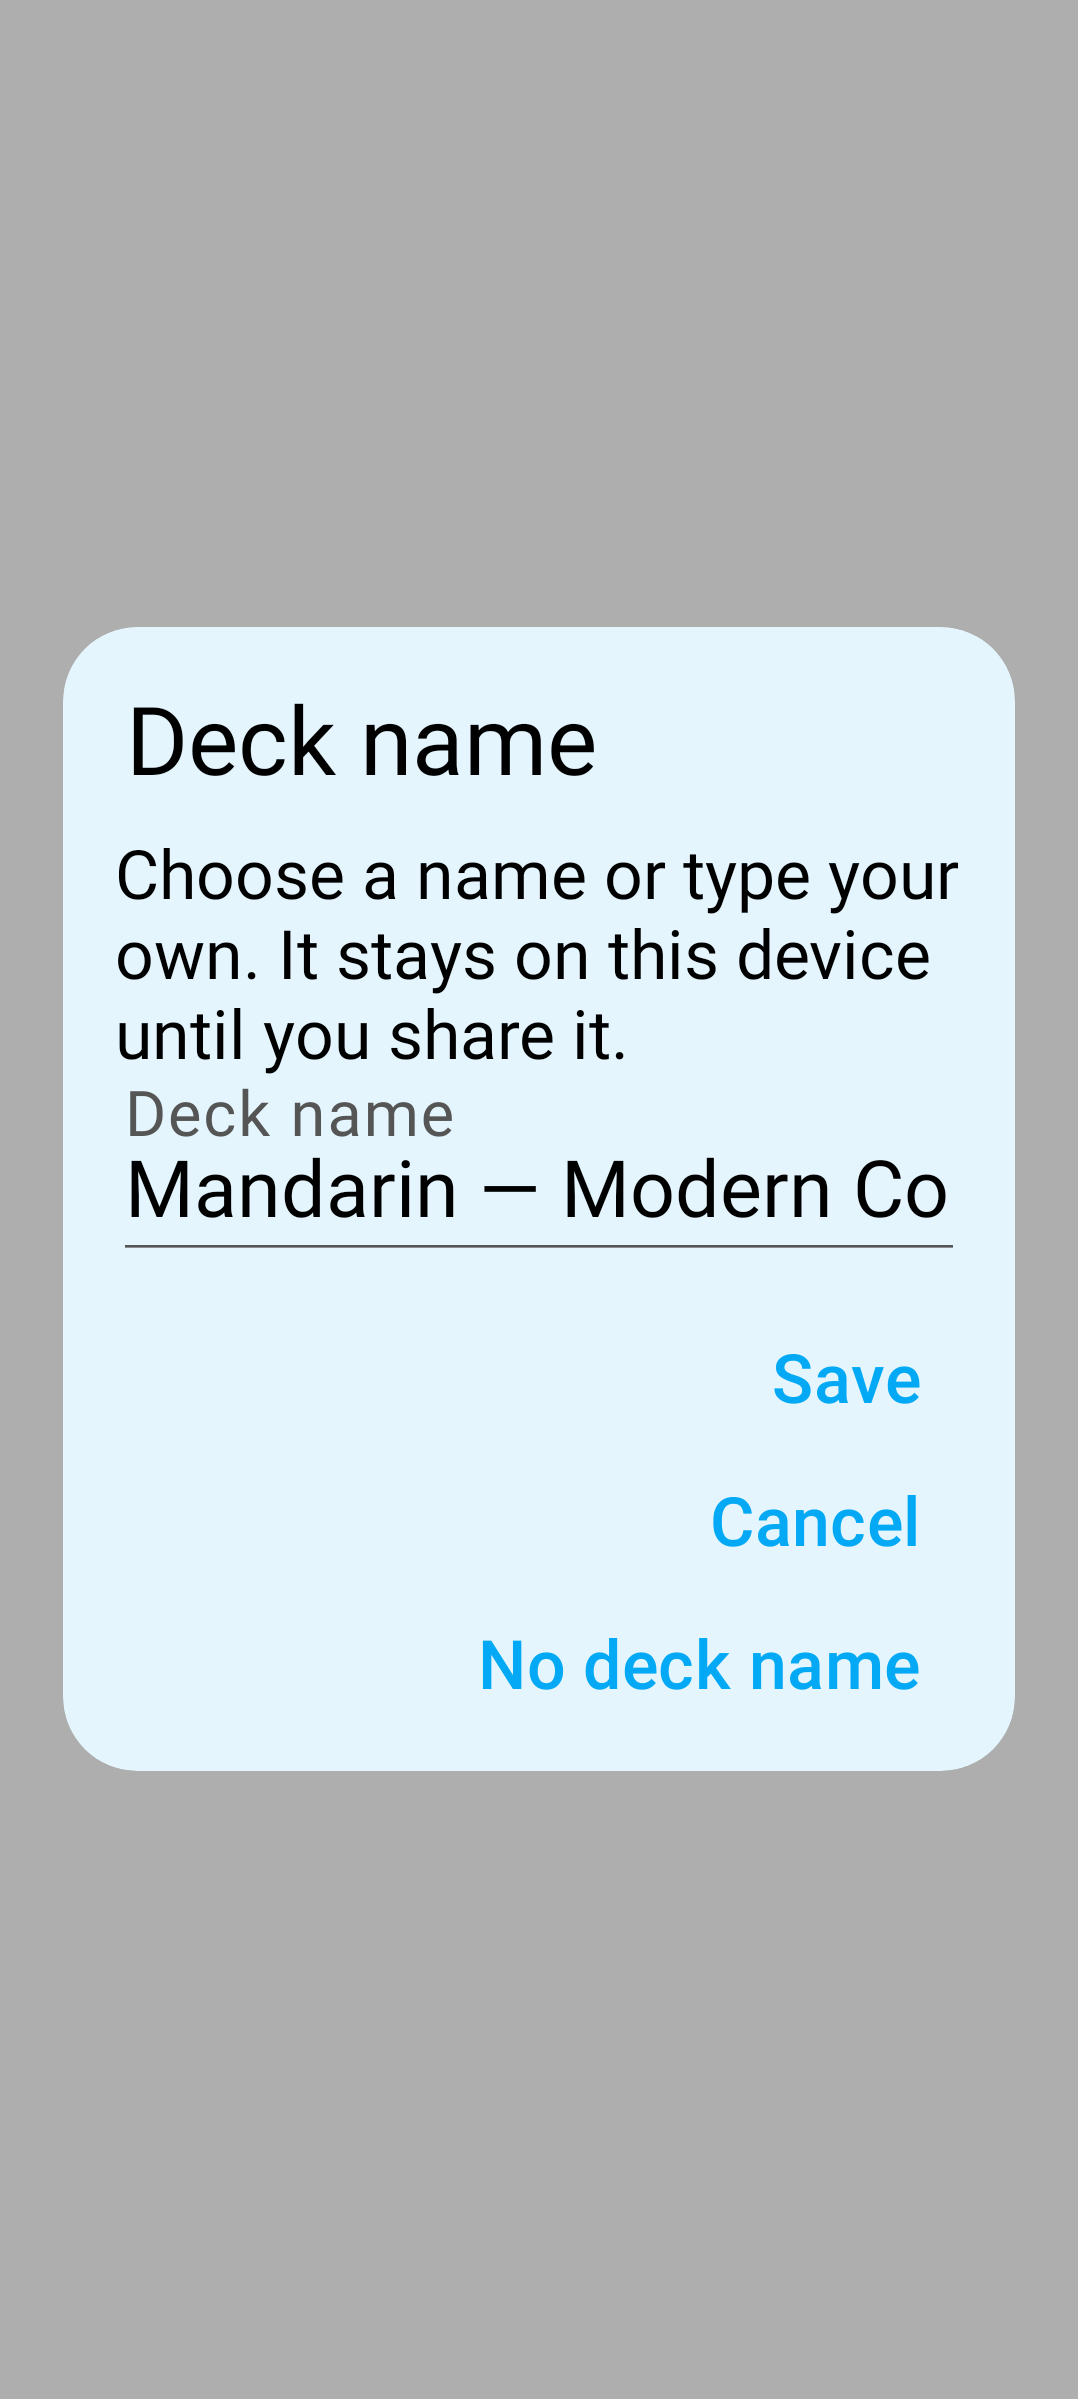 Deck name
Choose a name or type your
own. It stays on this device
until you share it.
Deck name
Mandarin — Modern Co
Save
Cancel
No deck name